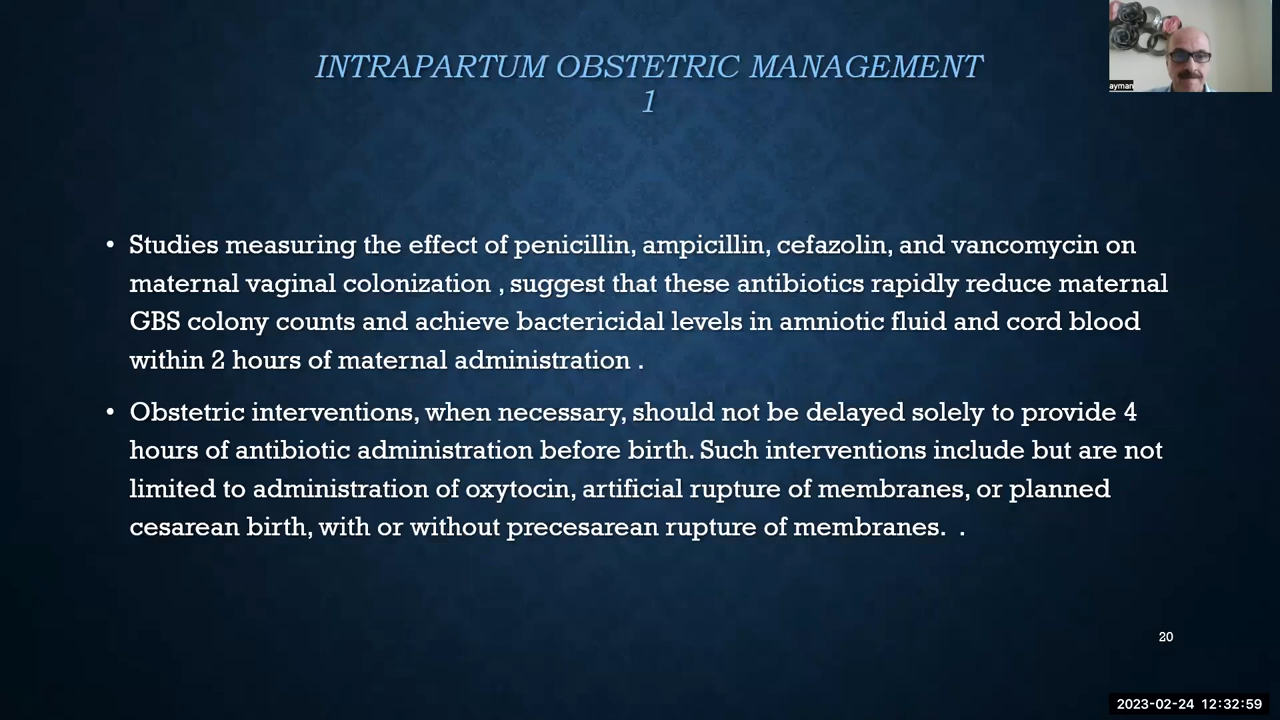 INTRAPARTUM OBSTETRIC MANAGEMENT
1
ayman
• Studies measuring the effect of penicillin, ampicillin, cefazolin, and vancomycin on
maternal vaginal colonization , suggest that these antibiotics rapidly reduce maternal
GBS colony counts and achieve bactericidal levels in amniotic fluid and cord blood
within 2 hours of maternal administration .
• Obstetric interventions, when necessary, should not be delayed solely to provide 4
hours of antibiotic administration before birth. Such interventions include but are not
limited to administration of oxytocin, artificial rupture of membranes, or planned
cesarean birth, with or without precesarean rupture of membranes.  .
20
2023-02-24 12:32:59